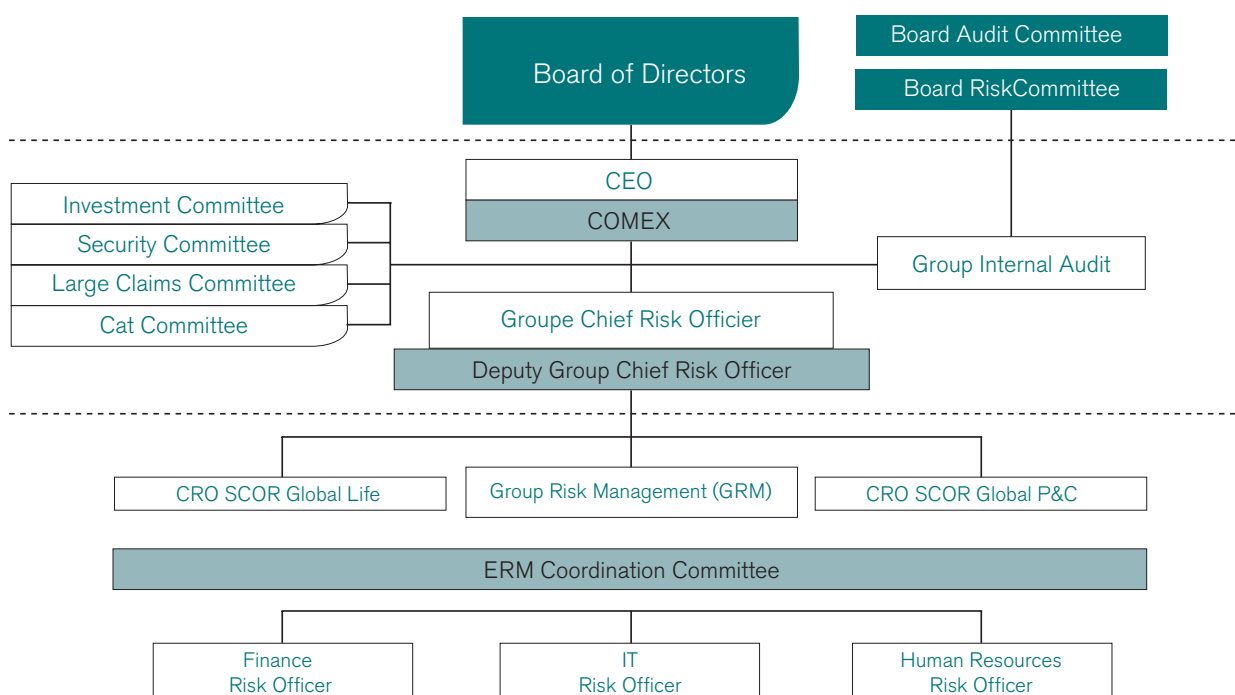 Board of Directors
Board Audit Committee
Board RiskCommittee
CEO
COMEX
Investment Committee
Security Committee
Large Claims Committee
Cat Committee
Group Internal Audit
Groupe Chief Risk Officier
Deputy Group Chief Risk Officer
CRO SCOR Global Life
Group Risk Management (GRM)
CRO SCOR Global P&C
ERM Coordination Committee
Finance
Risk Officer
IT
Risk Officer
Human Resources
Risk Officer